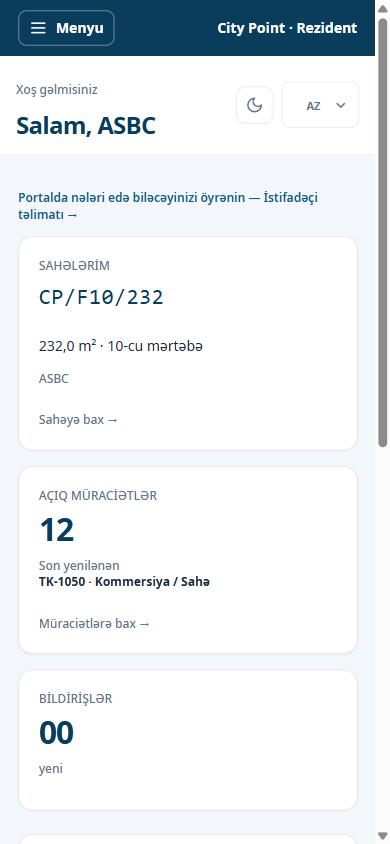 Menyu
City Point · Rezident
Xoş gəlmisiniz
Salam, ASBC
AZ
Portalda nələri edə biləcəyinizi öyrənin — İstifadəçi
təlimatı →
SAHƏLƏRİM
CP/F10/232
232,0 m² · 10-cu mərtəbə
ASBC
Sahəyə bax →
AÇIQ MÜRACİƏTLƏR
12
Son yenilənən
TK-1050 · Kommersiya / Sahə
Müraciətlərə bax →
BİLDİRİŞLƏR
00
yeni